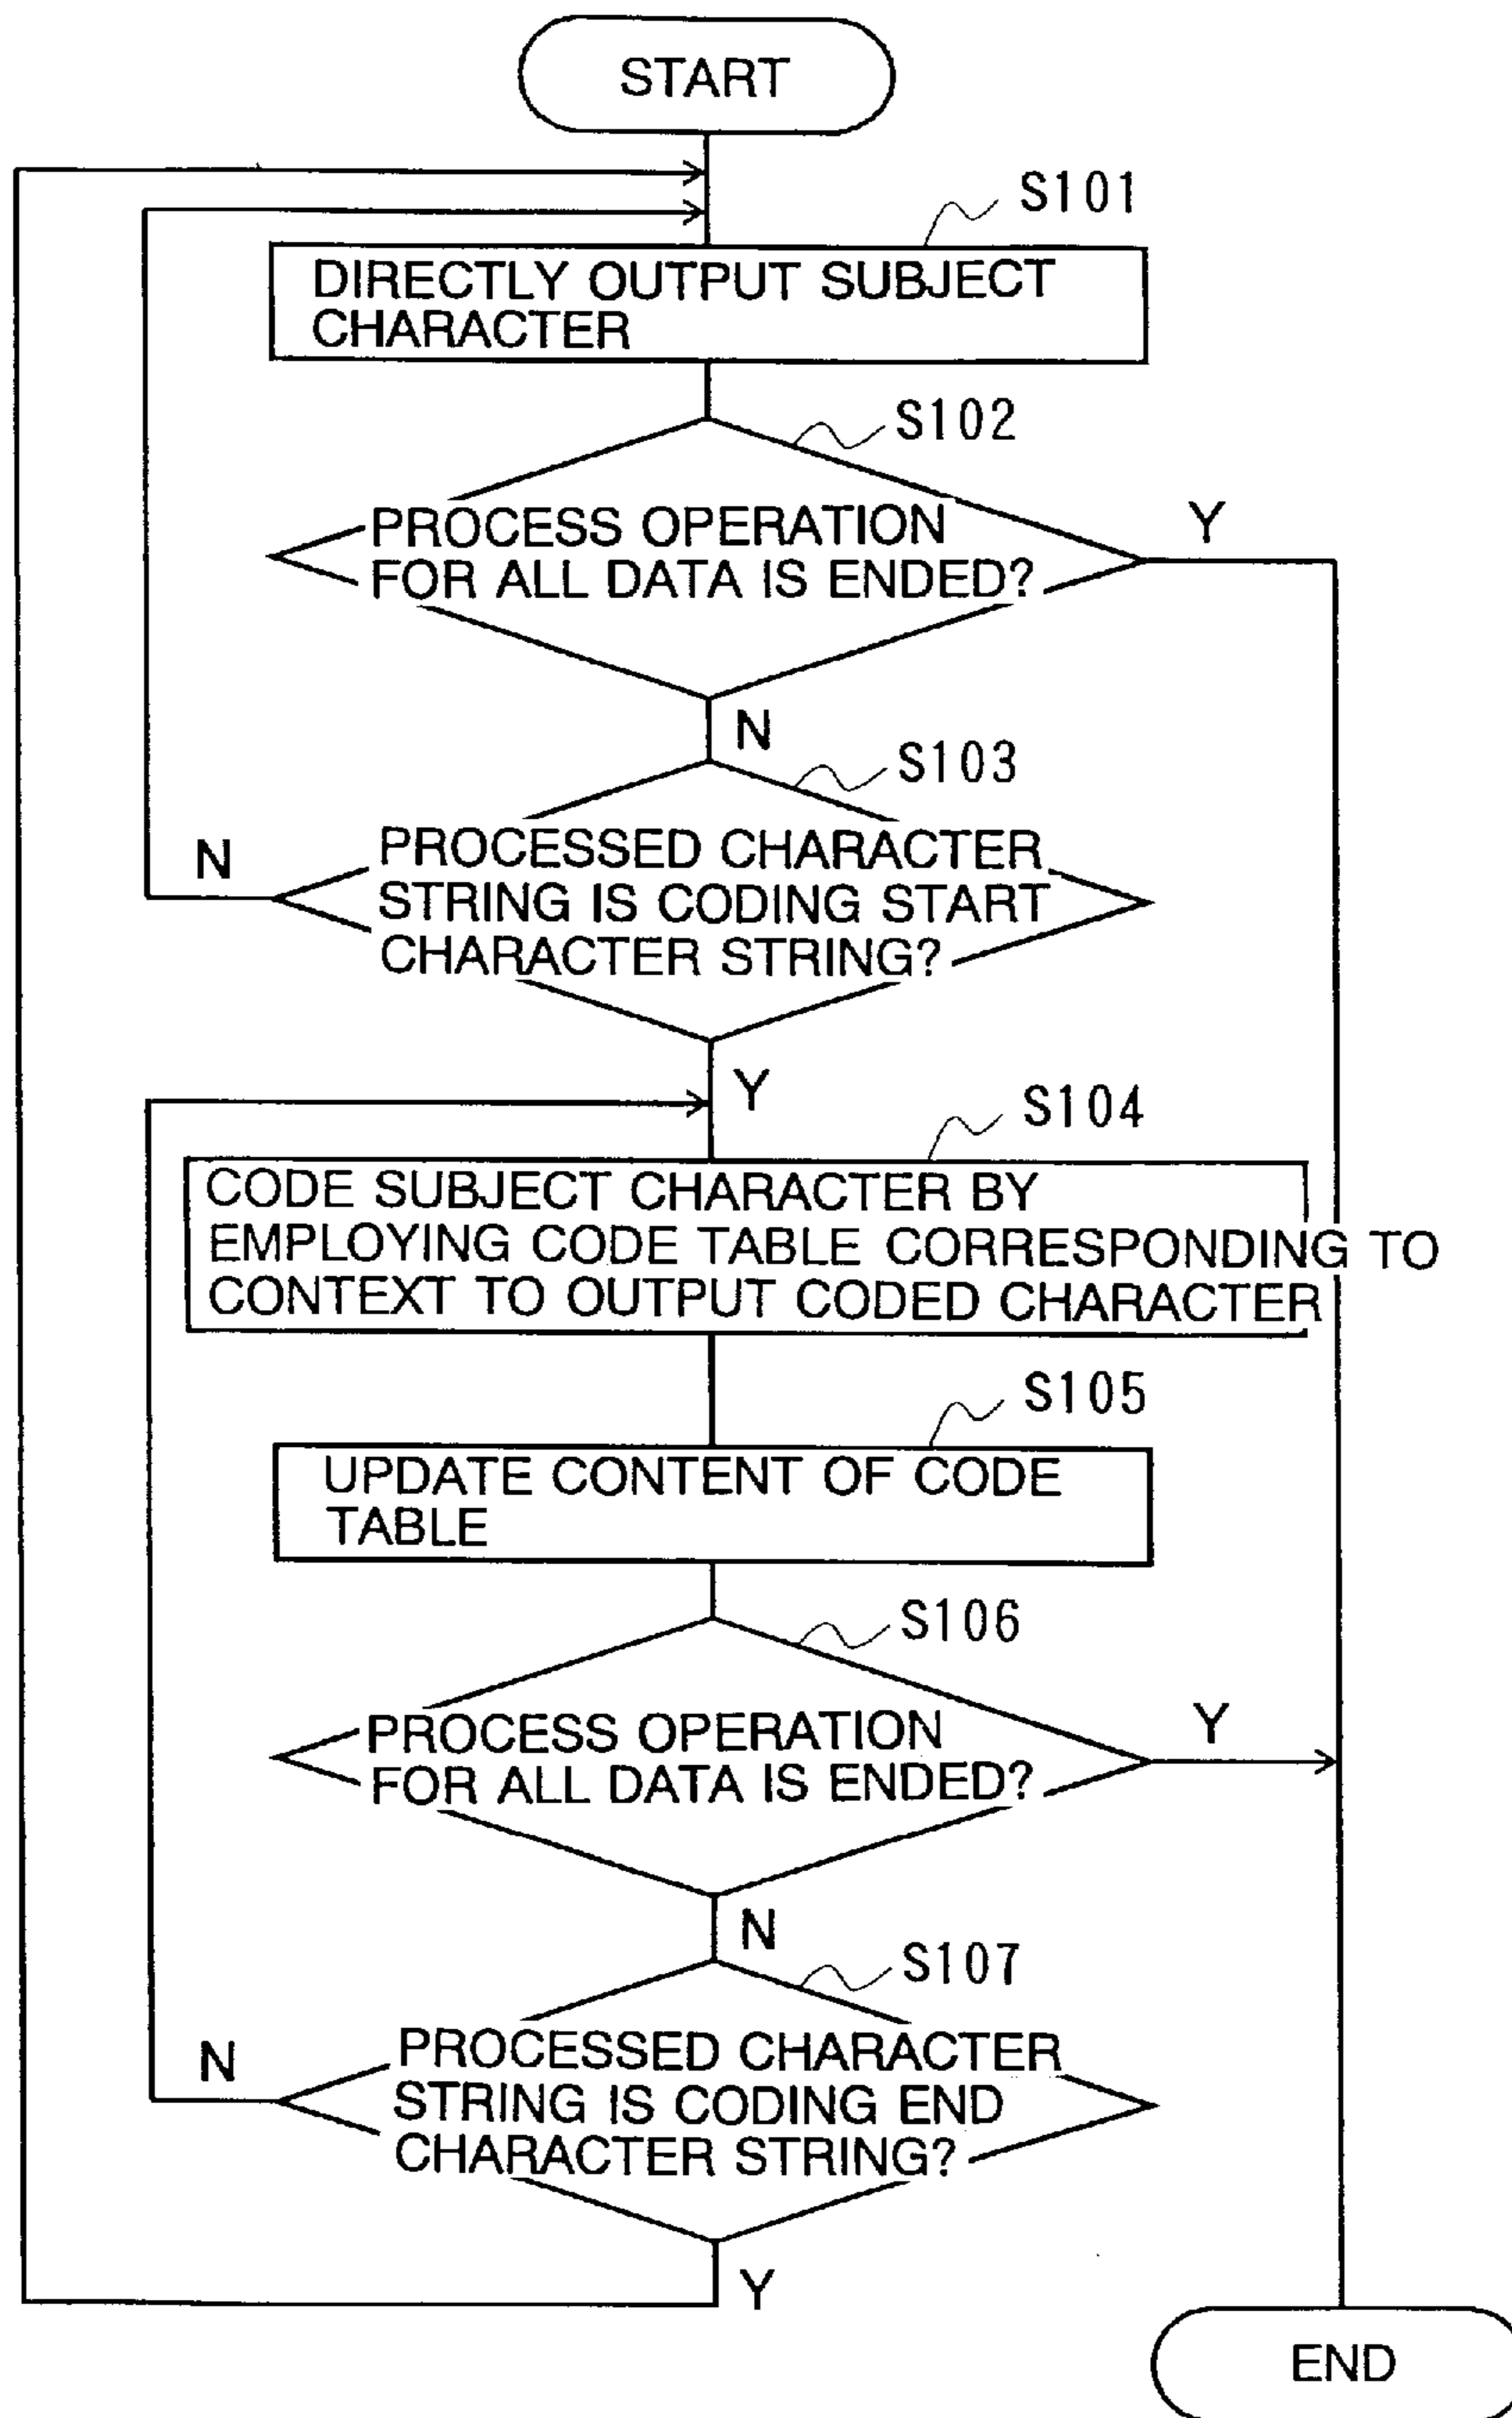 START
S101
DIRECTLY OUTPUT SUBJECT
CHARACTER
S102
PROCESS OPERATION
FOR ALL DATA IS ENDED?
Y
N
S103
PROCESSED CHARACTER
STRING IS CODING START
CHARACTER STRING?
N
Y
S104
CODE SUBJECT CHARACTER BY
EMPLOYING CODE TABLE CORRESPONDING TO
CONTEXT TO OUTPUT CODED CHARACTER
S105
UPDATE CONTENT OF CODE
TABLE
S106
PROCESS OPERATION
FOR ALL DATA IS ENDED?
Y
N
S107
PROCESSED CHARACTER
STRING IS CODING END
CHARACTER STRING?
N
Y
END